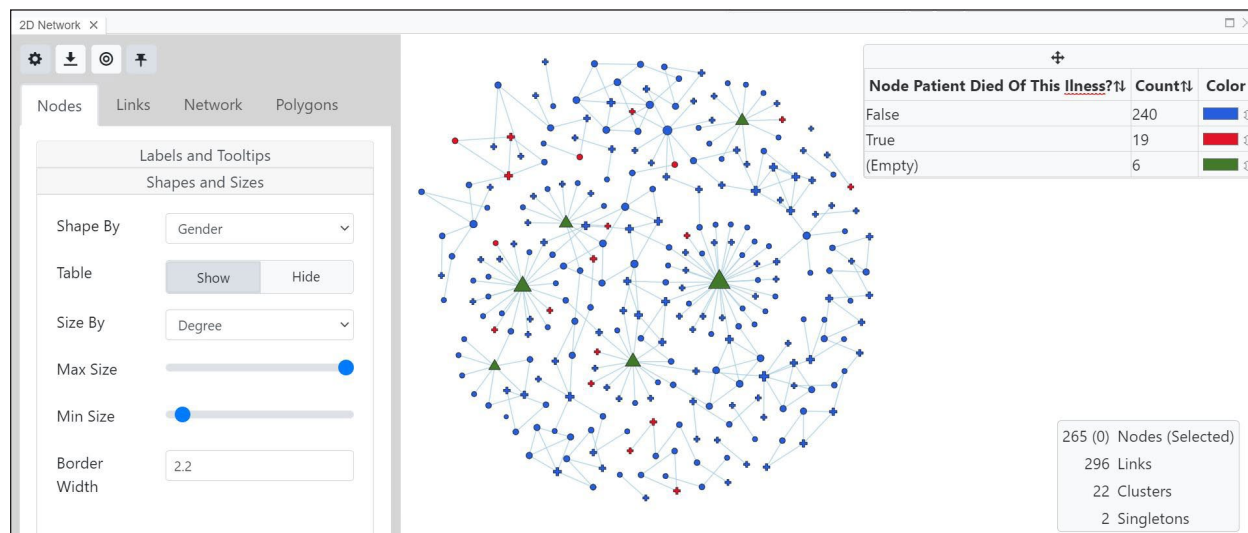 2D Network ×
Nodes Links Network Polygons
Labels and Tooltips
Shapes and Sizes
Shape By Gender
Table Show Hide
Size By Degree
Max Size
Min Size
Border Width 2.2
Node Patient Died Of This Ilness?⇅ Count⇅ Color
False 240
True 19
(Empty) 6
265 (0) Nodes (Selected)
296 Links
22 Clusters
2 Singletons